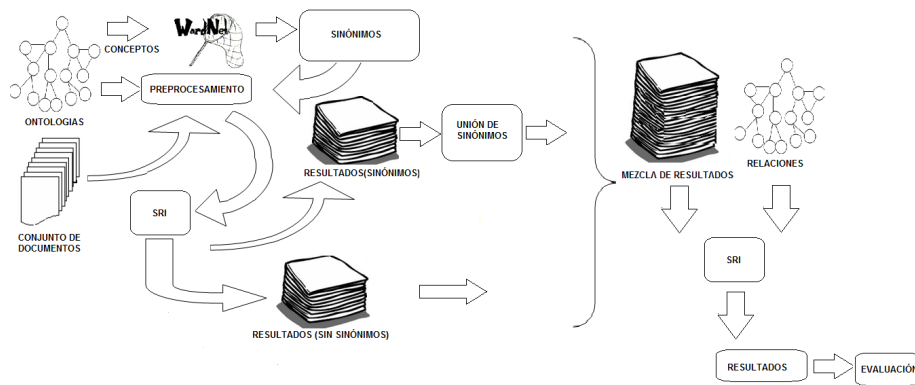 WordNet
CONCEPTOS
SINÓNIMOS
PREPROCESAMIENTO
ONTOLOGIAS
UNIÓN DE
SINÓNIMOS
RESULTADOS(SINÓNIMOS)
MEZCLA DE RESULTADOS
RELACIONES
SRI
CONJUNTO DE
DOCUMENTOS
SRI
RESULTADOS (SIN SINÓNIMOS)
RESULTADOS
EVALUACIÓN